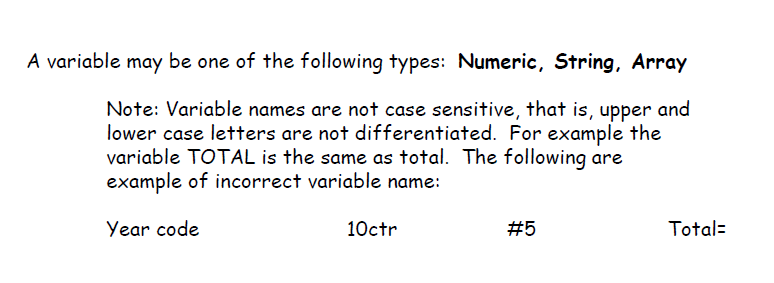 A variable may be one of the following types: Numeric, String, Array
Note: Variable names are not case sensitive, that is, upper and
lower case letters are not differentiated. For example the
variable TOTAL is the same as total. The following are
example of incorrect variable name:
Year code 10ctr #5 Total=